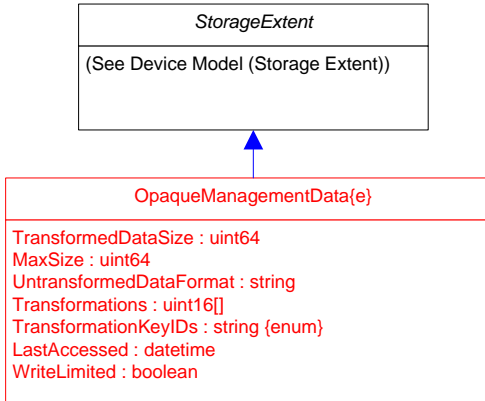 StorageExtent
(See Device Model (Storage Extent))
OpaqueManagementData{e}
TransformedDataSize : uint64
MaxSize : uint64
UntransformedDataFormat : string
Transformations : uint16[]
TransformationKeyIDs : string {enum}
LastAccessed : datetime
WriteLimited : boolean